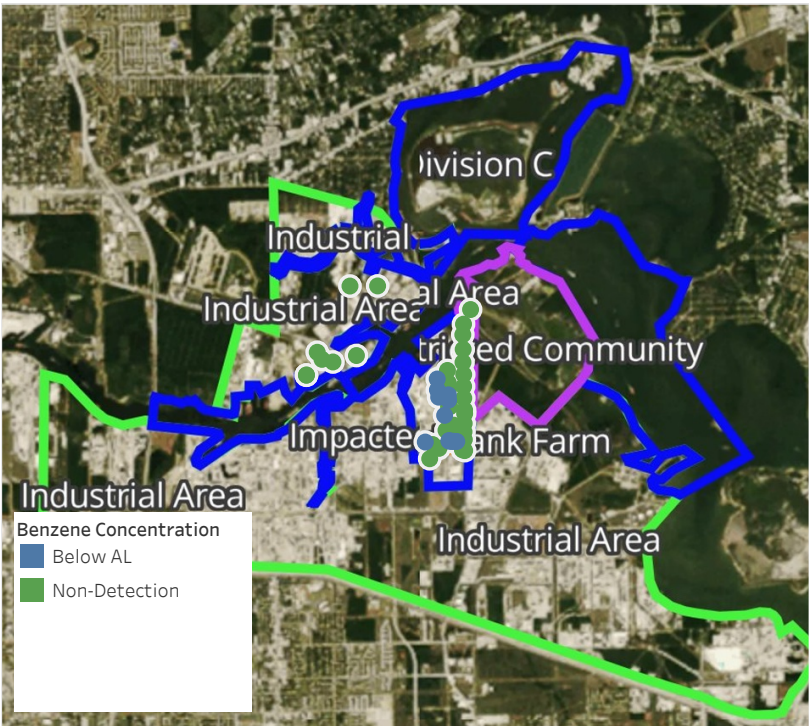 Division C
Industrial
al Area
Industrial Area
tricted Community
Impacte
ank Farm
Industrial Area
Industrial Area
Benzene Concentration
Below AL
Non-Detection